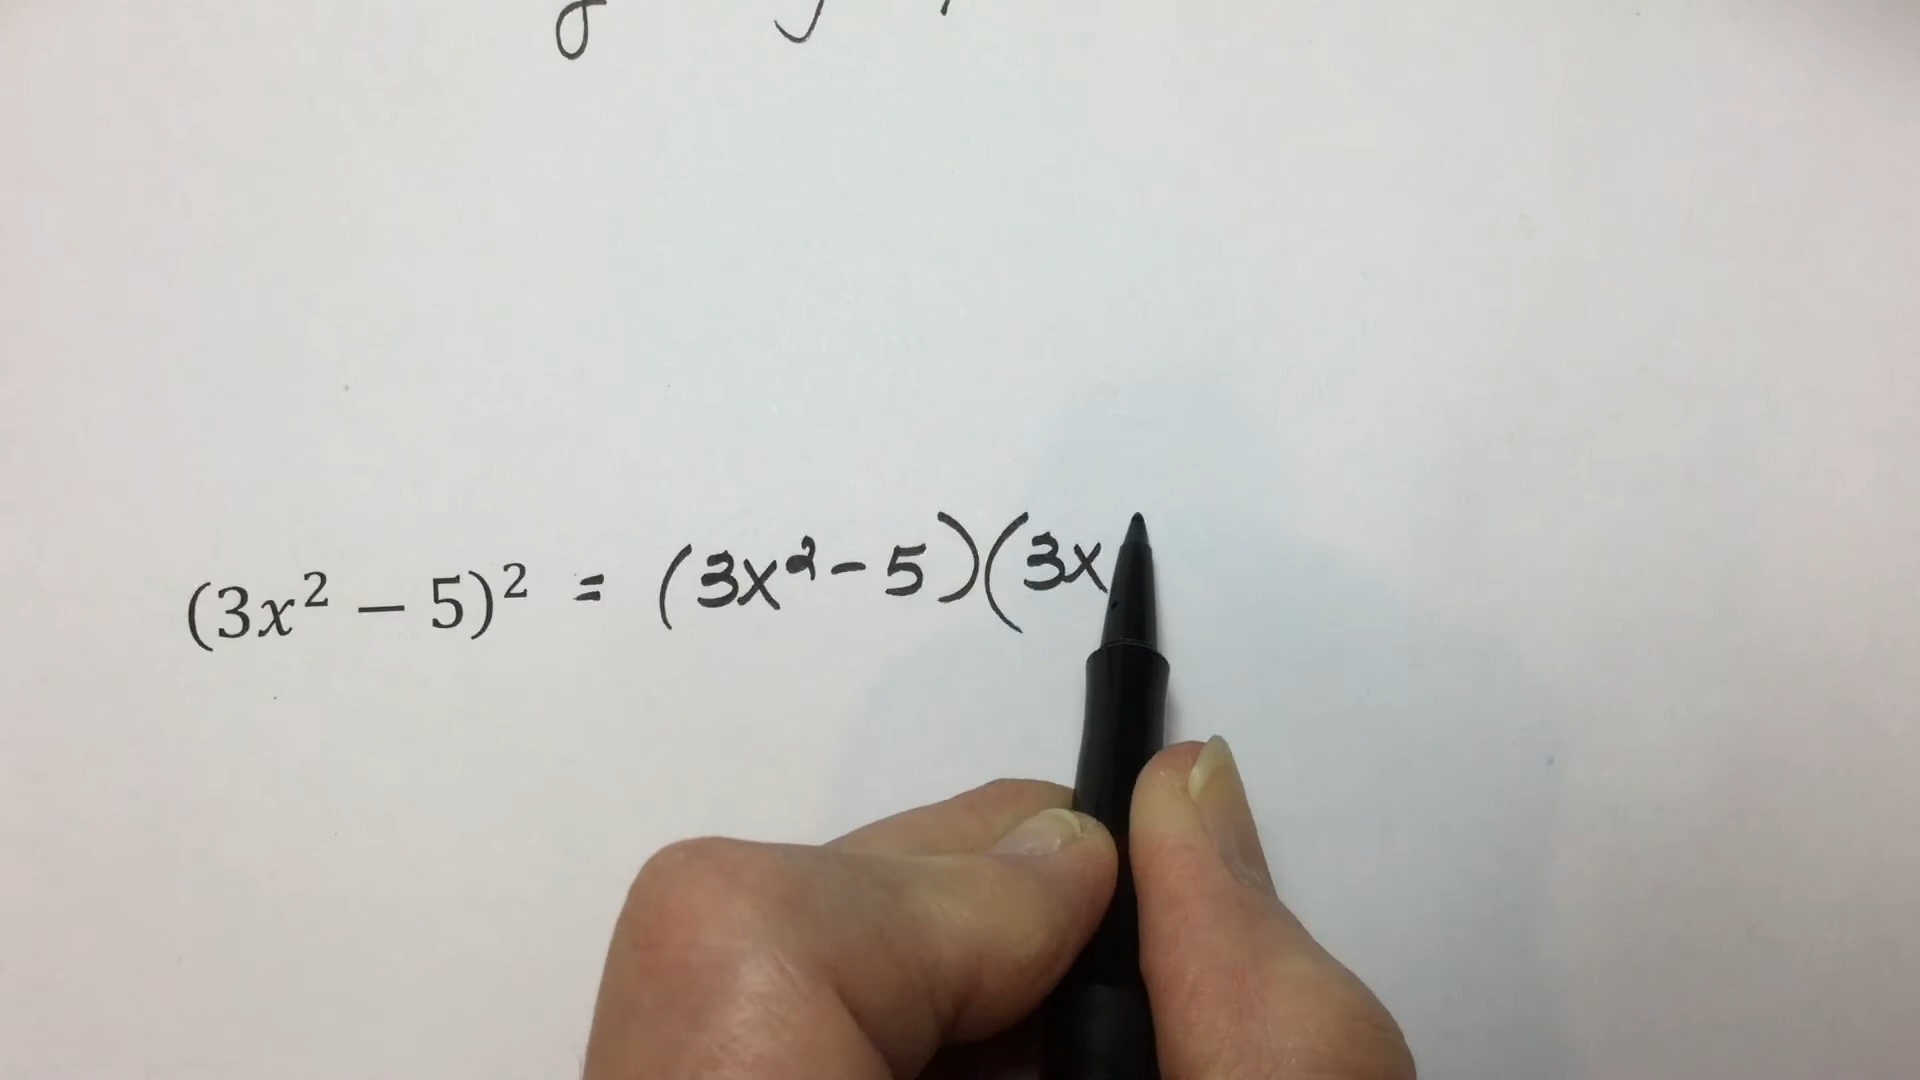 (3x² − 5)² = (3x² − 5)(3x